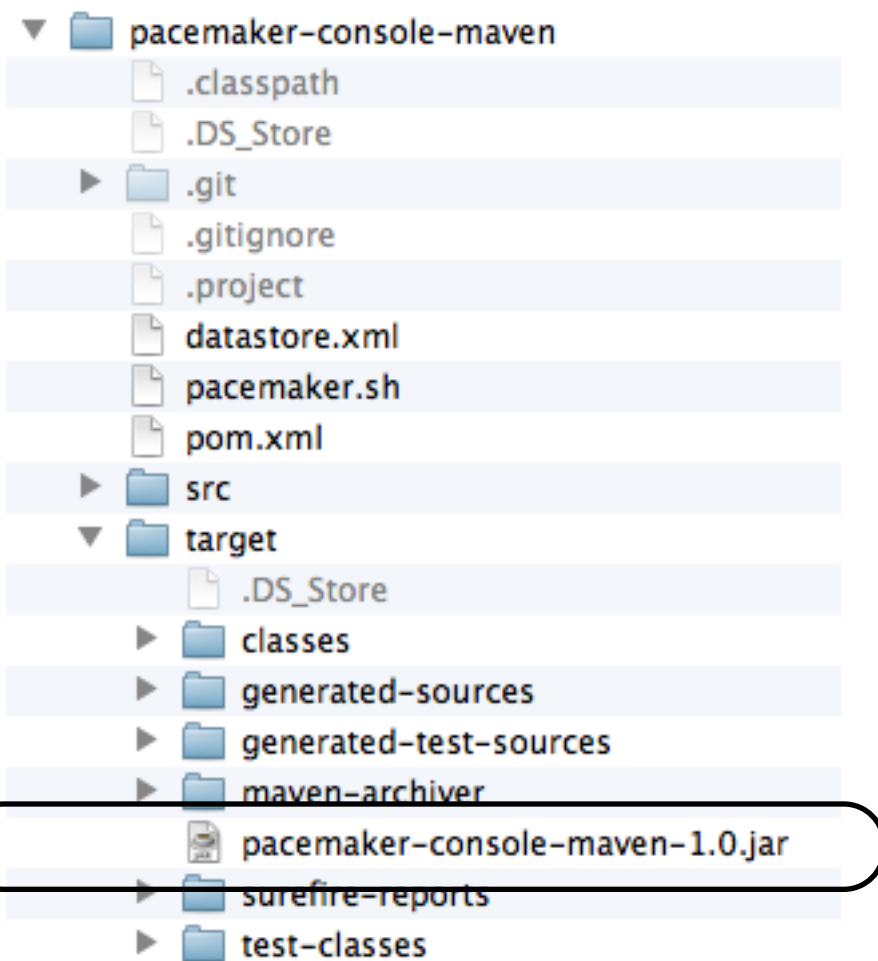 pacemaker-console-maven
.classpath
.DS_Store
.git
.gitignore
.project
datastore.xml
pacemaker.sh
pom.xml
src
target
.DS_Store
classes
generated-sources
generated-test-sources
maven-archiver
pacemaker-console-maven-1.0.jar
surefire-reports
test-classes